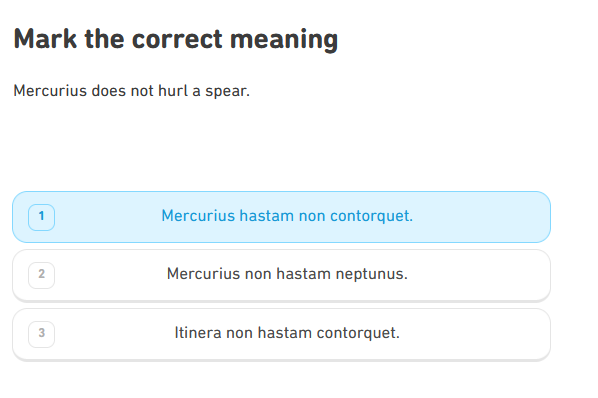 Mark the correct meaning
Mercurius does not hurl a spear.
1 Mercurius hastam non contorquet.
2 Mercurius non hastam neptunus.
3 Itinera non hastam contorquet.